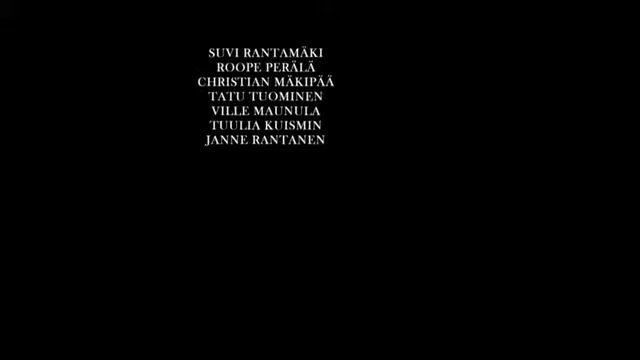 SUVI RANTAMÄKI
ROOPE PERÄLÄ
CHRISTIAN MÄKIPÄÄ
TATU TUOMINEN
VILLE MAUNULA
TUULIA KUISMIN
JANNE RANTANEN